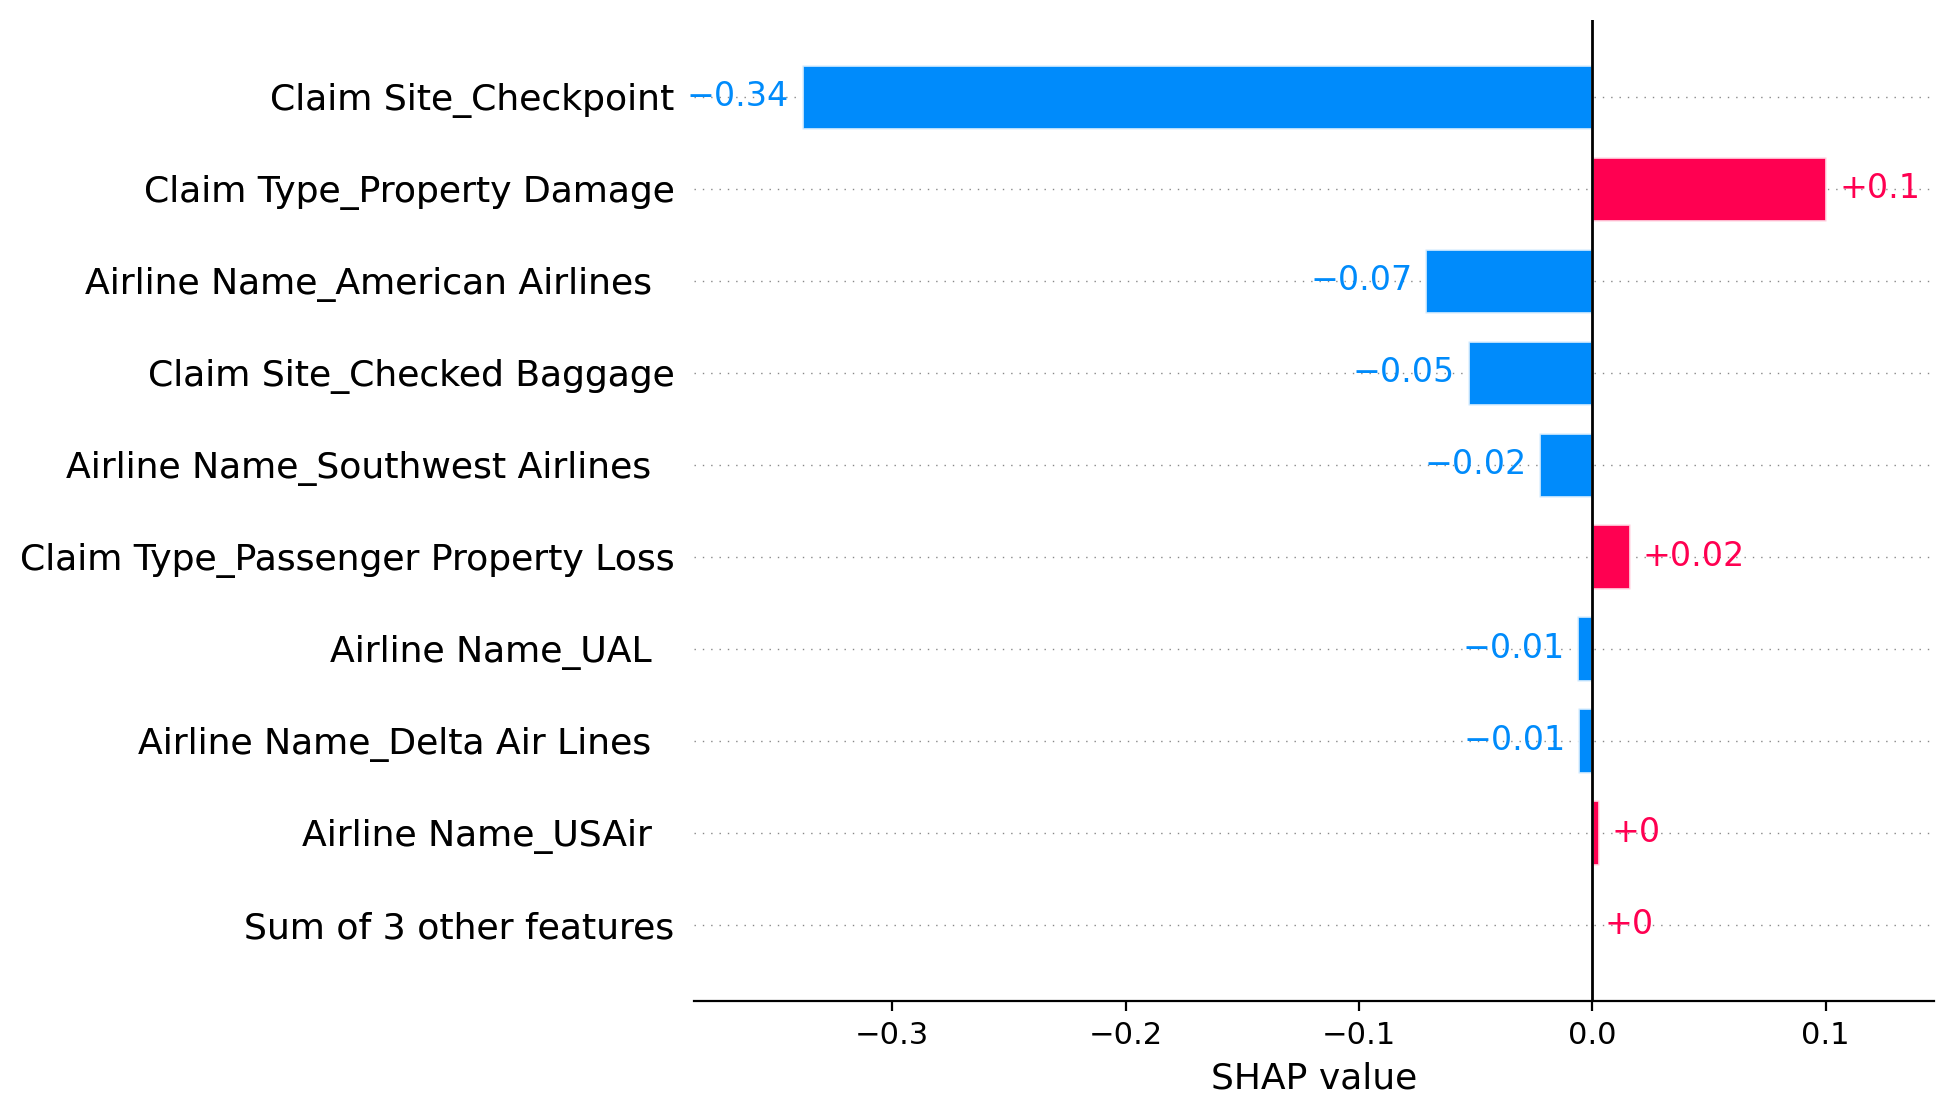 Claim Site_Checkpoint −0.34
Claim Type_Property Damage +0.1
Airline Name_American Airlines −0.07
Claim Site_Checked Baggage −0.05
Airline Name_Southwest Airlines −0.02
Claim Type_Passenger Property Loss +0.02
Airline Name_UAL −0.01
Airline Name_Delta Air Lines −0.01
Airline Name_USAir +0
Sum of 3 other features +0
−0.3 −0.2 −0.1 0.0 0.1
SHAP value